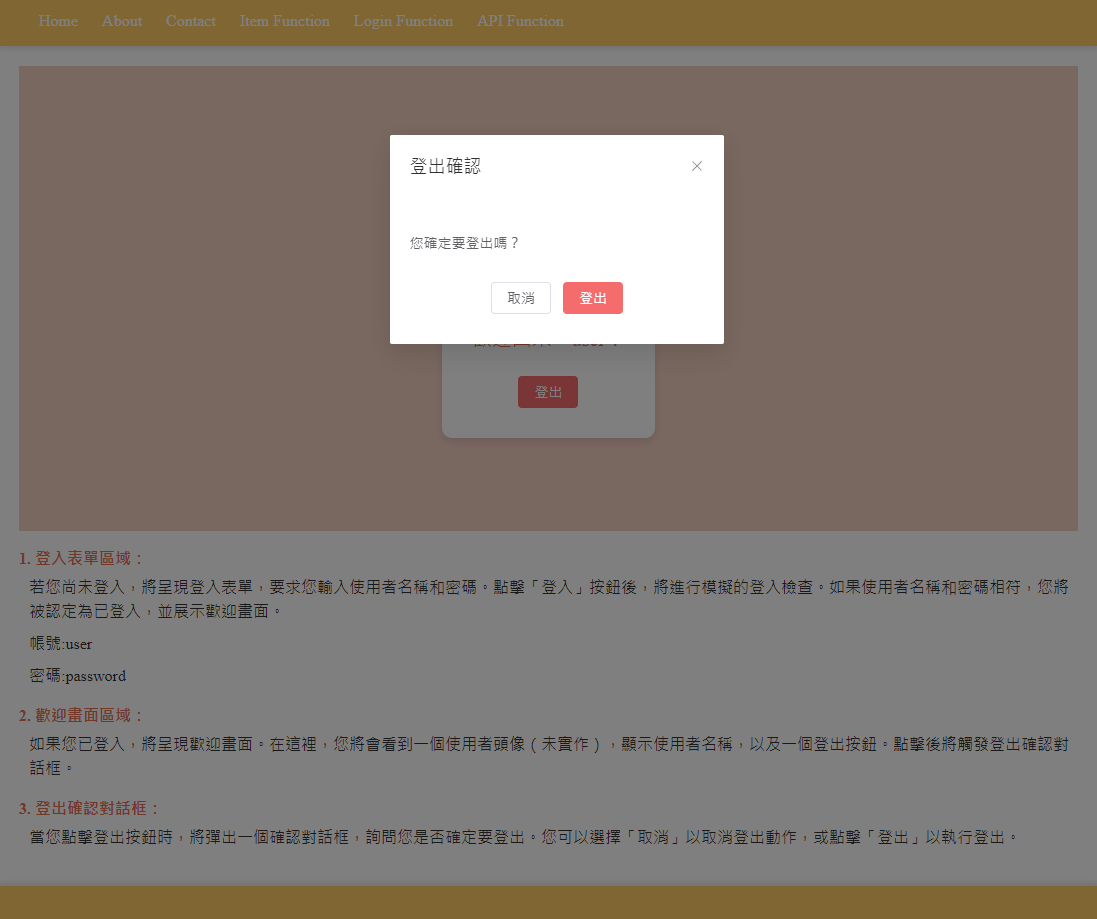 Home About Contact Item Function Login Function API Function
登出確認
您確定要登出嗎？
取消 登出
登出
1. 登入表單區域：
若您尚未登入，將呈現登入表單，要求您輸入使用者名稱和密碼。點擊「登入」按鈕後，將進行模擬的登入檢查。如果使用者名稱和密碼相符，您將
被認定為已登入，並展示歡迎畫面。
帳號:user
密碼:password
2. 歡迎畫面區域：
如果您已登入，將呈現歡迎畫面。在這裡，您將會看到一個使用者頭像（未實作），顯示使用者名稱，以及一個登出按鈕。點擊後將觸發登出確認對
話框。
3. 登出確認對話框：
當您點擊登出按鈕時，將彈出一個確認對話框，詢問您是否確定要登出。您可以選擇「取消」以取消登出動作，或點擊「登出」以執行登出。